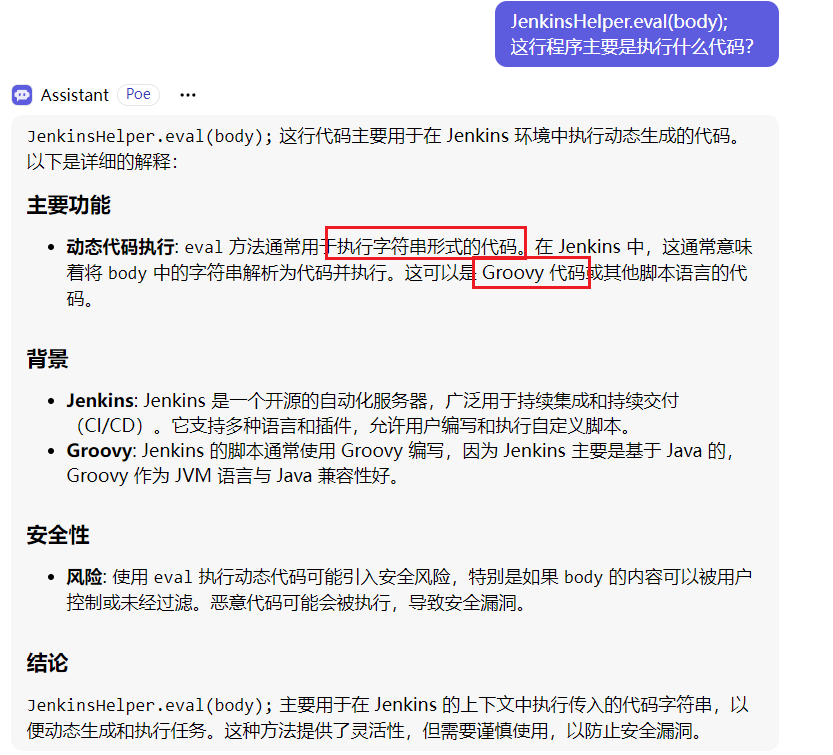 JenkinsHelper.eval(body);
这行程序主要是执行什么代码？
Assistant Poe
JenkinsHelper.eval(body); 这行代码主要用于在 Jenkins 环境中执行动态生成的代码。
以下是详细的解释：
主要功能
动态代码执行: eval 方法通常用于执行字符串形式的代码。在 Jenkins 中，这通常意味
着将 body 中的字符串解析为代码并执行。这可以是 Groovy 代码或其他脚本语言的代
码。
背景
Jenkins: Jenkins 是一个开源的自动化服务器，广泛用于持续集成和持续交付
（CI/CD）。它支持多种语言和插件，允许用户编写和执行自定义脚本。
Groovy: Jenkins 的脚本通常使用 Groovy 编写，因为 Jenkins 主要是基于 Java 的，
Groovy 作为 JVM 语言与 Java 兼容性好。
安全性
风险: 使用 eval 执行动态代码可能引入安全风险，特别是如果 body 的内容可以被用户
控制或未经过滤。恶意代码可能会被执行，导致安全漏洞。
结论
JenkinsHelper.eval(body); 主要用于在 Jenkins 的上下文中执行传入的代码字符串，以
便动态生成和执行任务。这种方法提供了灵活性，但需要谨慎使用，以防止安全漏洞。